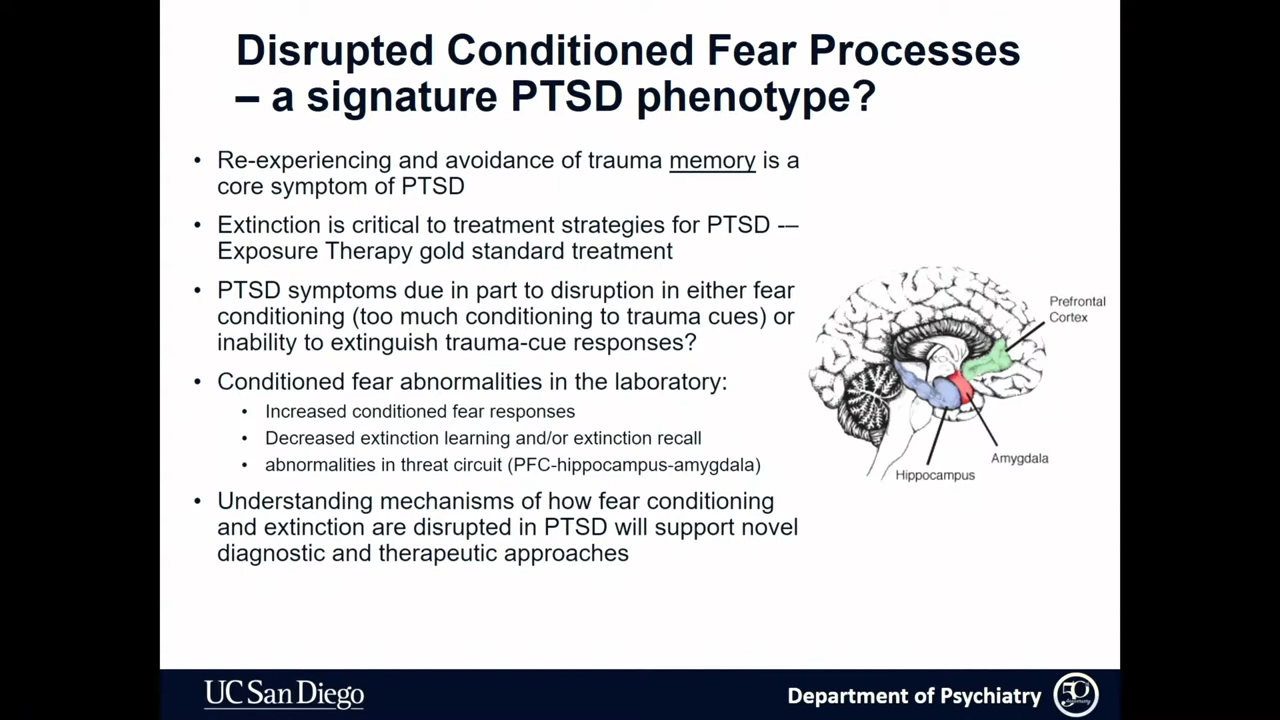 Disrupted Conditioned Fear Processes
– a signature PTSD phenotype?
• Re-experiencing and avoidance of trauma memory is a
core symptom of PTSD
• Extinction is critical to treatment strategies for PTSD -–
Exposure Therapy gold standard treatment
• PTSD symptoms due in part to disruption in either fear
conditioning (too much conditioning to trauma cues) or
inability to extinguish trauma-cue responses?
• Conditioned fear abnormalities in the laboratory:
• Increased conditioned fear responses
• Decreased extinction learning and/or extinction recall
• abnormalities in threat circuit (PFC-hippocampus-amygdala)
• Understanding mechanisms of how fear conditioning
and extinction are disrupted in PTSD will support novel
diagnostic and therapeutic approaches
Prefrontal
Cortex
Amygdala
Hippocampus
UC San Diego
Department of Psychiatry
50